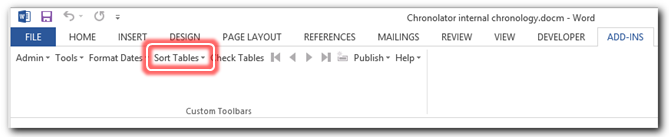 Chronolator internal chronology.docm - Word
FILE HOME INSERT DESIGN PAGE LAYOUT REFERENCES MAILINGS REVIEW VIEW DEVELOPER ADD-INS
Admin Tools Format Dates Sort Tables Check Tables Publish Help
Custom Toolbars